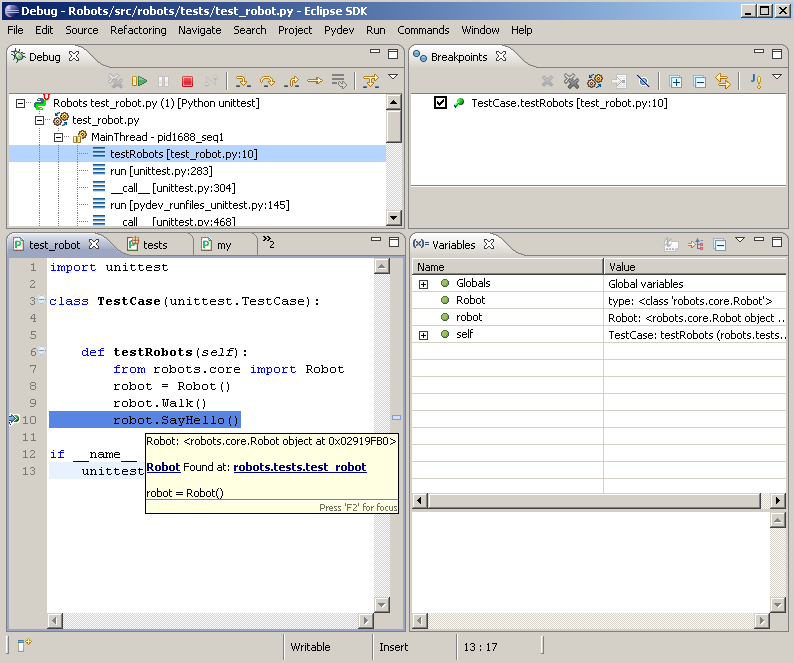 Debug - Robots/src/robots/tests/test_robot.py - Eclipse SDK
File Edit Source Refactoring Navigate Search Project Pydev Run Commands Window Help
Debug
Robots test_robot.py (1) [Python unittest]
test_robot.py
MainThread - pid1688_seq1
testRobots [test_robot.py:10]
run [unittest.py:283]
__call__ [unittest.py:304]
run [pydev_runfiles_unittest.py:145]
__call__ [unittest.py:468]
Breakpoints
TestCase.testRobots [test_robot.py:10]
test_robot tests my »2
1 import unittest
2
3 class TestCase(unittest.TestCase):
4
5
6 def testRobots(self):
7 from robots.core import Robot
8 robot = Robot()
9 robot.Walk()
10 robot.SayHello()
11
12 if __name__
13 unittest
Robot: <robots.core.Robot object at 0x02919FB0>
Robot Found at: robots.tests.test_robot
robot = Robot()
Press 'F2' for focus
(x)= Variables
Name Value
Globals Global variables
Robot type: <class 'robots.core.Robot'>
robot Robot: <robots.core.Robot object ...
self TestCase: testRobots (robots.tests...
Writable Insert 13 : 17